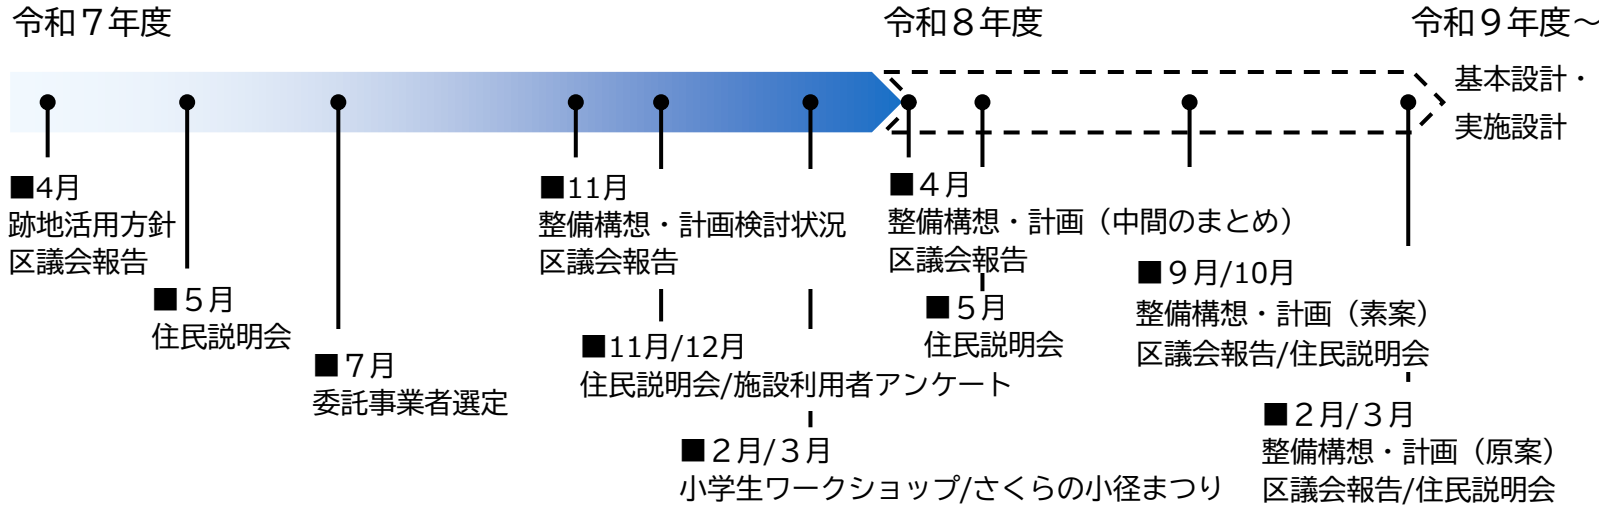 令和７年度
令和８年度
令和９年度～
基本設計・
実施設計
■4月
跡地活用方針
区議会報告
■５月
住民説明会
■７月
委託事業者選定
■11月
整備構想・計画検討状況
区議会報告
■11月/12月
住民説明会/施設利用者アンケート
■２月/３月
小学生ワークショップ/さくらの小径まつり
■４月
整備構想・計画（中間のまとめ）
区議会報告
■５月
住民説明会
■９月/10月
整備構想・計画（素案）
区議会報告/住民説明会
■２月/３月
整備構想・計画（原案）
区議会報告/住民説明会